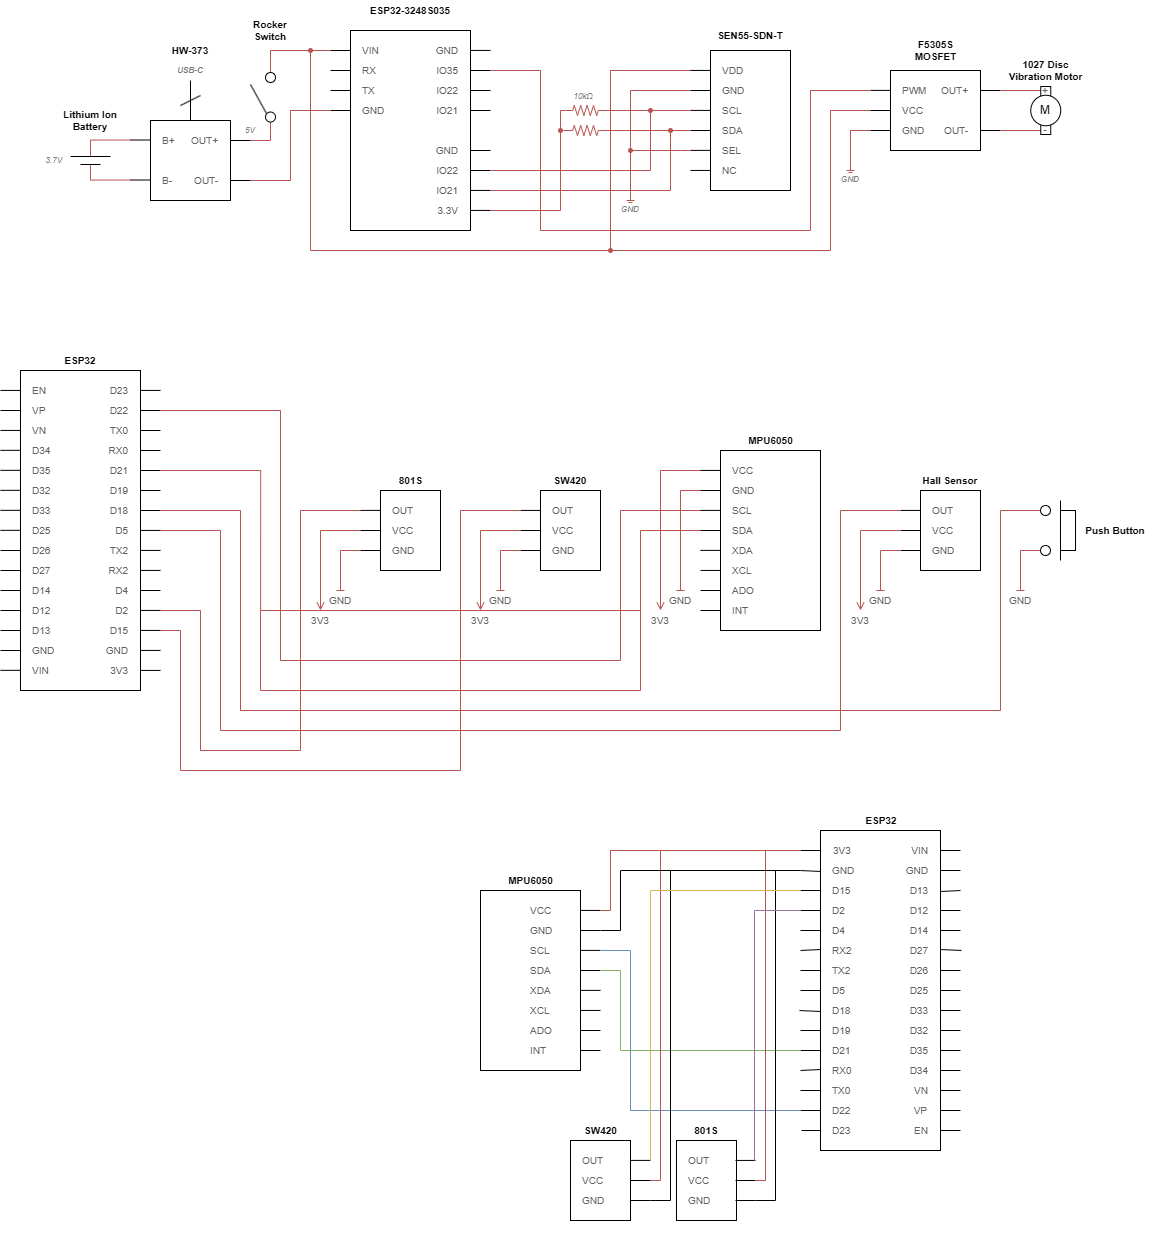 ESP32-3248S035
Rocker
Switch
SEN55-SDN-T
F5305S
MOSFET
HW-373
USB-C
1027 Disc
Vibration Motor
Lithium Ion
Battery
3.7V
B+ OUT+
B- OUT-
5V
VIN GND
RX IO35
TX IO22
GND IO21
GND
IO22
IO21
3.3V
10kΩ
VDD
GND
SCL
SDA
SEL
NC
GND
PWM OUT+
VCC
GND OUT-
GND
+
M
-
ESP32
EN D23
VP D22
VN TX0
D34 RX0
D35 D21
D32 D19
D33 D18
D25 D5
D26 TX2
D27 RX2
D14 D4
D12 D2
D13 D15
GND GND
VIN 3V3
801S
OUT
VCC
GND
GND
3V3
SW420
OUT
VCC
GND
GND
3V3
MPU6050
VCC
GND
SCL
SDA
XDA
XCL
ADO
INT
GND
3V3
Hall Sensor
OUT
VCC
GND
GND
3V3
Push Button
GND
ESP32
3V3 VIN
GND GND
D15 D13
D2 D12
D4 D14
RX2 D27
TX2 D26
D5 D25
D18 D33
D19 D32
D21 D35
RX0 D34
TX0 VN
D22 VP
D23 EN
MPU6050
VCC
GND
SCL
SDA
XDA
XCL
ADO
INT
SW420
OUT
VCC
GND
801S
OUT
VCC
GND